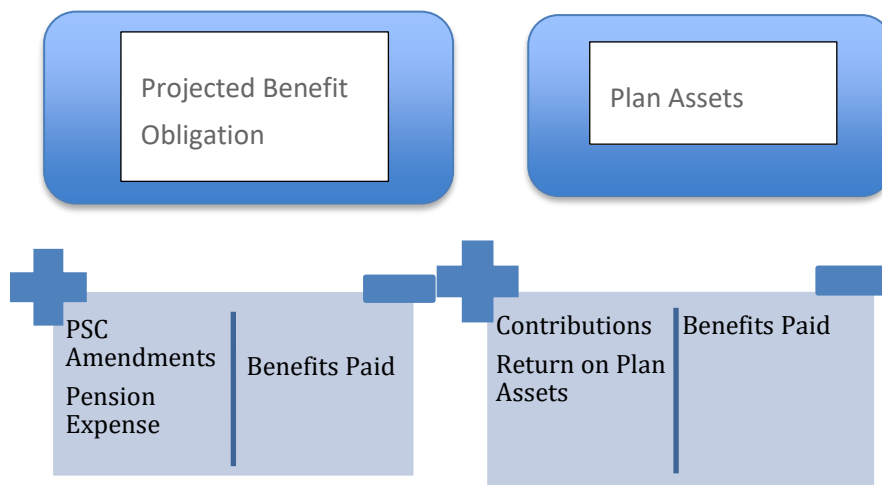 Projected Benefit
Obligation
Plan Assets
PSC
Amendments
Pension
Expense
Benefits Paid
Contributions
Return on Plan
Assets
Benefits Paid